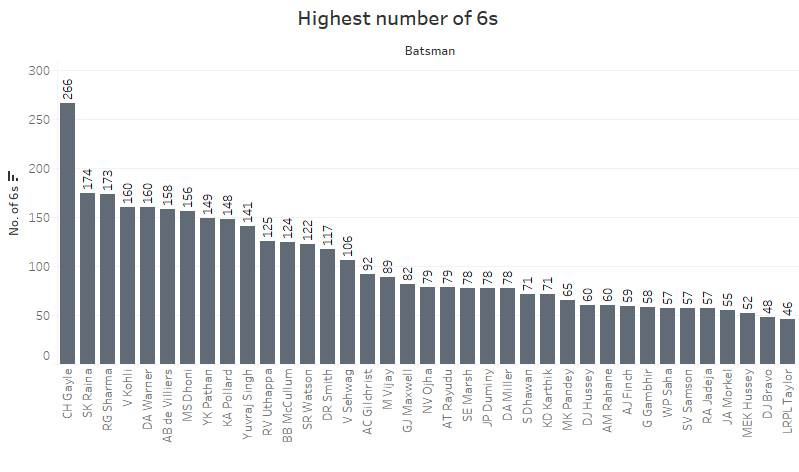 Highest number of 6s
Batsman
No. of 6s
300
250
200
150
100
50
0
266
174
173
160
160
158
156
149
148
141
125
124
122
117
106
92
89
82
79
79
78
78
78
71
71
65
60
60
59
58
57
57
57
55
52
48
46
CH Gayle
SK Raina
RG Sharma
V Kohli
DA Warner
AB de Villiers
MS Dhoni
YK Pathan
KA Pollard
Yuvraj Singh
RV Uthappa
BB McCullum
SR Watson
DR Smith
V Sehwag
AC Gilchrist
M Vijay
GJ Maxwell
NV Ojha
AT Rayudu
SE Marsh
JP Duminy
DA Miller
S Dhawan
KD Karthik
MK Pandey
DJ Hussey
AM Rahane
AJ Finch
G Gambhir
WP Saha
SV Samson
RA Jadeja
JA Morkel
MEK Hussey
DJ Bravo
LRPL Taylor